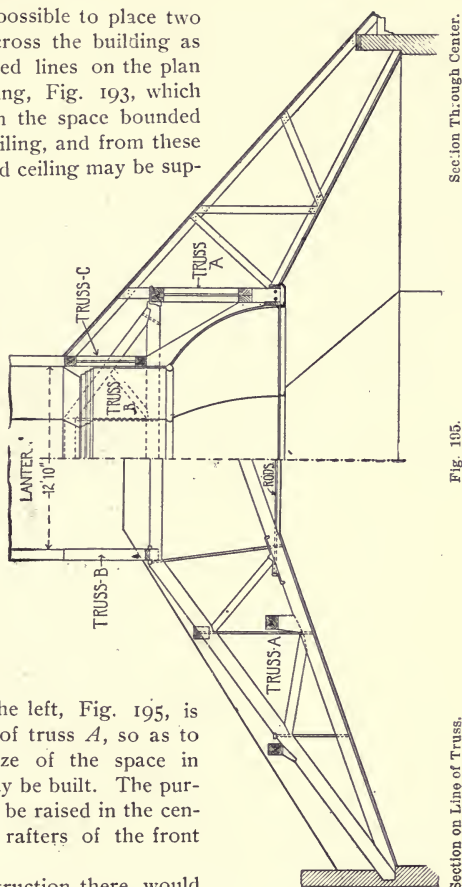 possible to place two
cross the building as
ed lines on the plan
ng, Fig. 193, which
n the space bounded
iling, and from these
d ceiling may be sup-
LANTER.
12'10"
TRUSS-C
TRUSS
B.
TRUSS
A
TRUSS-B
RODS
TRUSS-A
Section Through Center.
Fig. 195.
Section on Line of Truss.
he left, Fig. 195, is
of truss A, so as to
ize of the space in
ay be built. The pur-
be raised in the cen-
rafters of the front
ruction there would